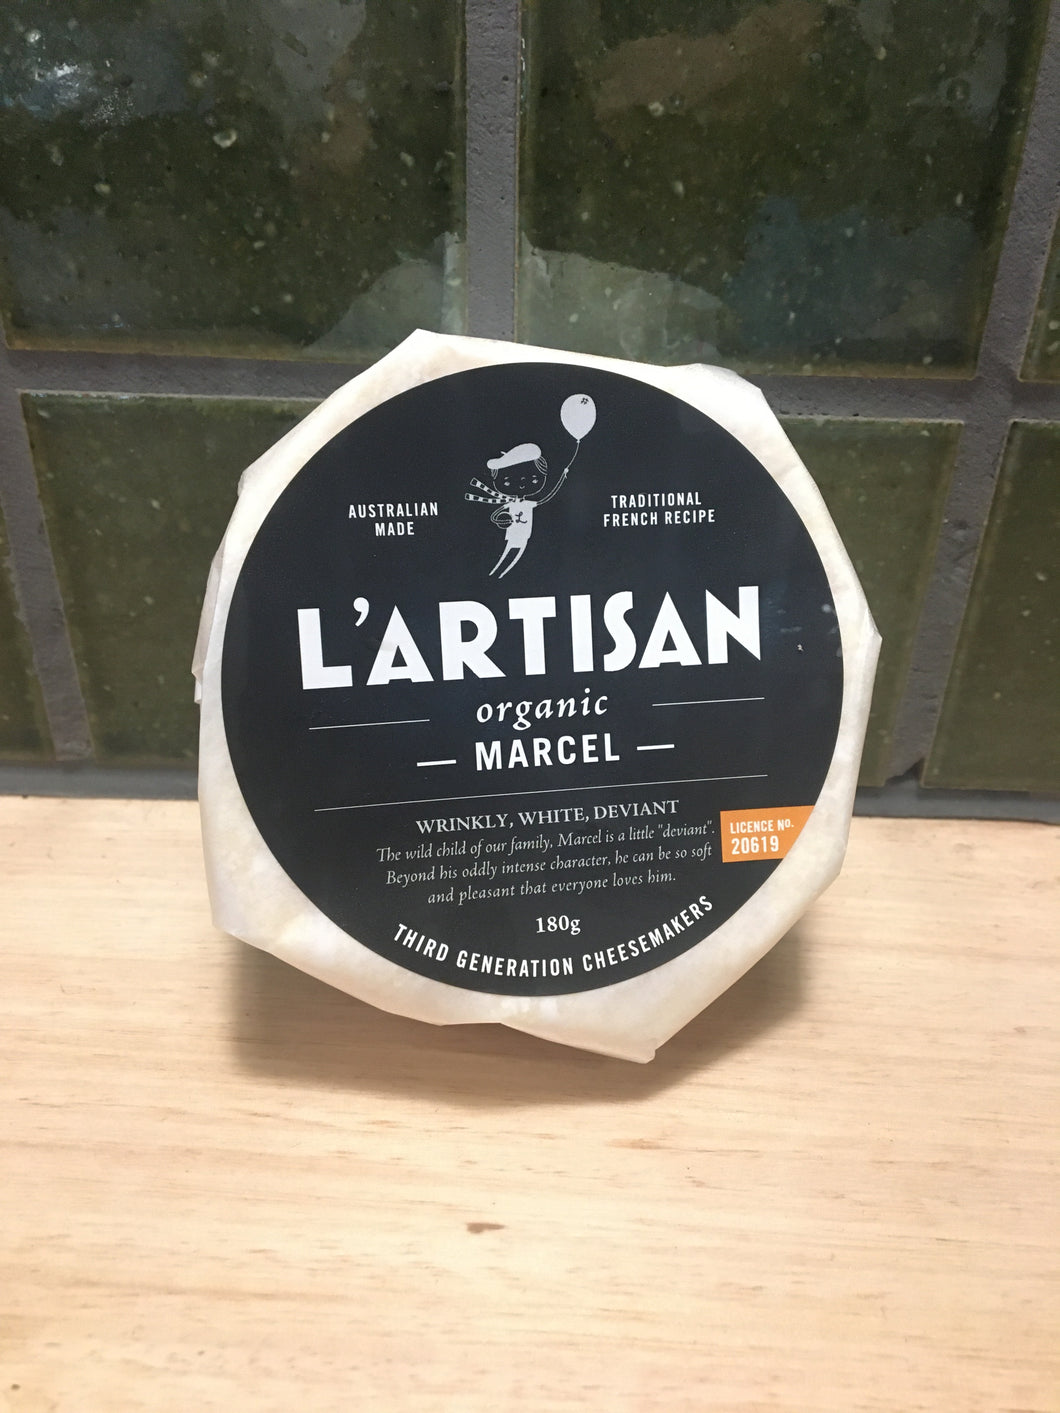 AUSTRALIAN
MADE
TRADITIONAL
FRENCH RECIPE
L
L'ARTISAN
organic
— MARCEL —
WRINKLY, WHITE, DEVIANT
The wild child of our family, Marcel is a little "deviant".
Beyond his oddly intense character, he can be so soft
and pleasant that everyone loves him.
LICENCE No.
20619
180g
THIRD GENERATION CHEESEMAKERS